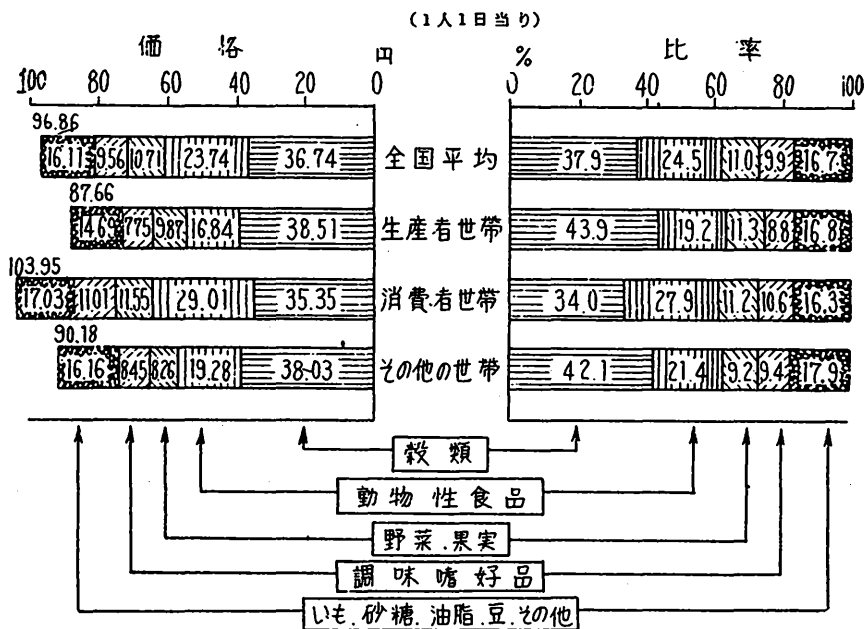 (1人1日当り)
価格 円 % 比率
100 80 60 40 20 0 0 20 40 60 80 100
96.86
16.11 9.56 10.71 23.74 36.74 全国平均 37.9 24.5 11.0 9.9 16.7
87.66
14.69 7.75 9.87 16.84 38.51 生産者世帯 43.9 19.2 11.3 8.8 16.8
103.95
17.03 11.01 11.55 29.01 35.35 消費者世帯 34.0 27.9 11.2 10.6 16.3
90.18
16.16 8.45 8.26 19.28 38.03 その他の世帯 42.1 21.4 9.2 9.4 17.9
穀類
動物性食品
野菜.果実
調味嗜好品
いも.砂糖.油脂.豆.その他